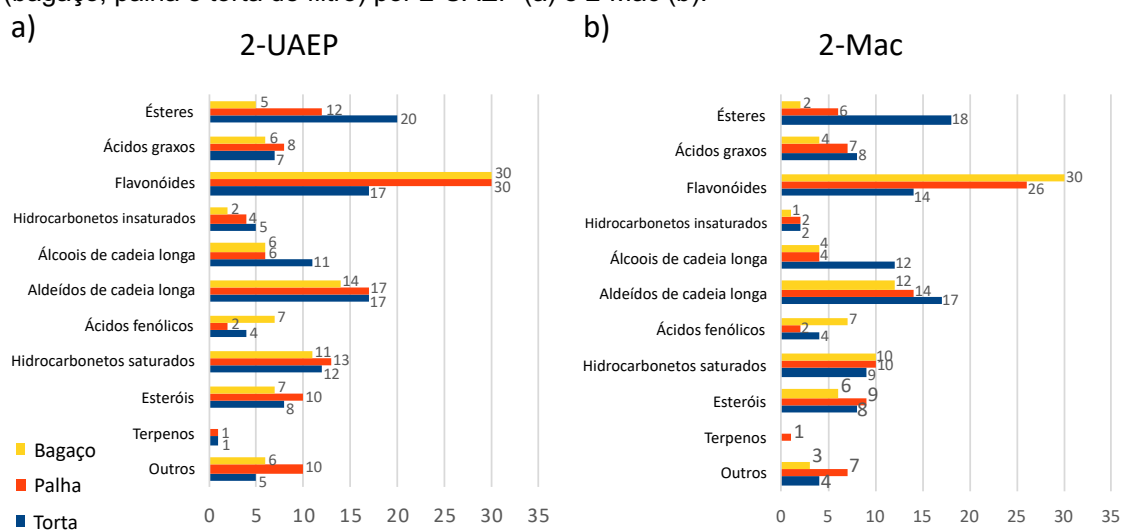 a)
2-UAEP
Ésteres
5
12
20
Ácidos graxos
6
8
7
Flavonóides
30
30
17
Hidrocarbonetos insaturados
2
4
5
Álcoois de cadeia longa
6
6
11
Aldeídos de cadeia longa
14
17
17
Ácidos fenólicos
7
2
4
Hidrocarbonetos saturados
11
13
12
Esteróis
7
10
8
Terpenos
1
1
Outros
6
10
5
0 5 10 15 20 25 30 35
Bagaço
Palha
Torta
b)
2-Mac
Ésteres
2
6
18
Ácidos graxos
4
7
8
Flavonóides
30
26
14
Hidrocarbonetos insaturados
1
2
2
Álcoois de cadeia longa
4
4
12
Aldeídos de cadeia longa
12
14
17
Ácidos fenólicos
7
2
4
Hidrocarbonetos saturados
10
10
9
Esteróis
6
9
8
Terpenos
1
Outros
3
7
4
0 5 10 15 20 25 30 35